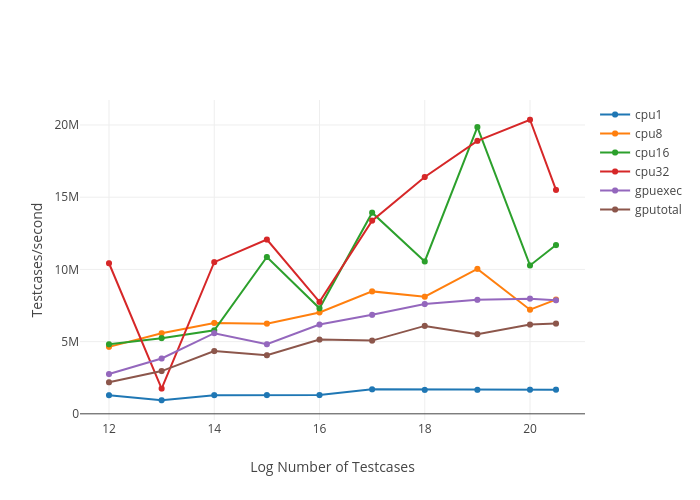 20M
15M
10M
5M
0
12
14
16
18
20
Testcases/second
Log Number of Testcases
cpu1
cpu8
cpu16
cpu32
gpuexec
gputotal